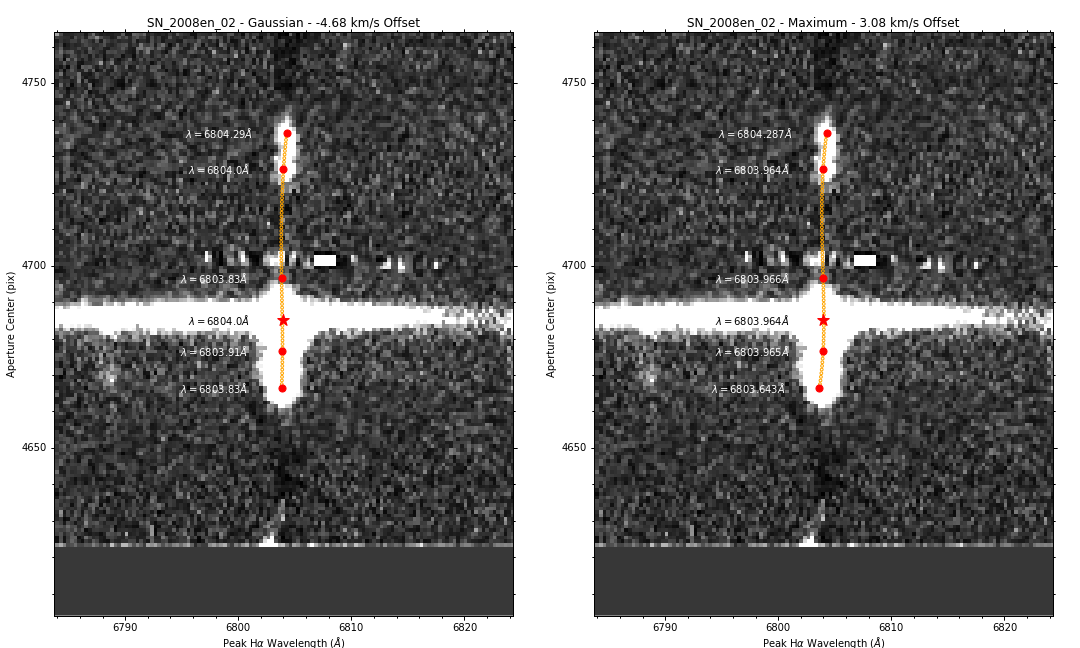 SN_2008en_02 - Gaussian - -4.68 km/s Offset
4750
4700
4650
λ = 6804.29Å
λ = 6804.0Å
λ = 6803.83Å
λ = 6804.0Å
λ = 6803.91Å
λ = 6803.83Å
6790
6800
6810
6820
Aperture Center (pix)
Peak Hα Wavelength (Å)
SN_2008en_02 - Maximum - 3.08 km/s Offset
4750
4700
4650
λ = 6804.287Å
λ = 6803.964Å
λ = 6803.966Å
λ = 6803.964Å
λ = 6803.965Å
λ = 6803.643Å
6790
6800
6810
6820
Aperture Center (pix)
Peak Hα Wavelength (Å)